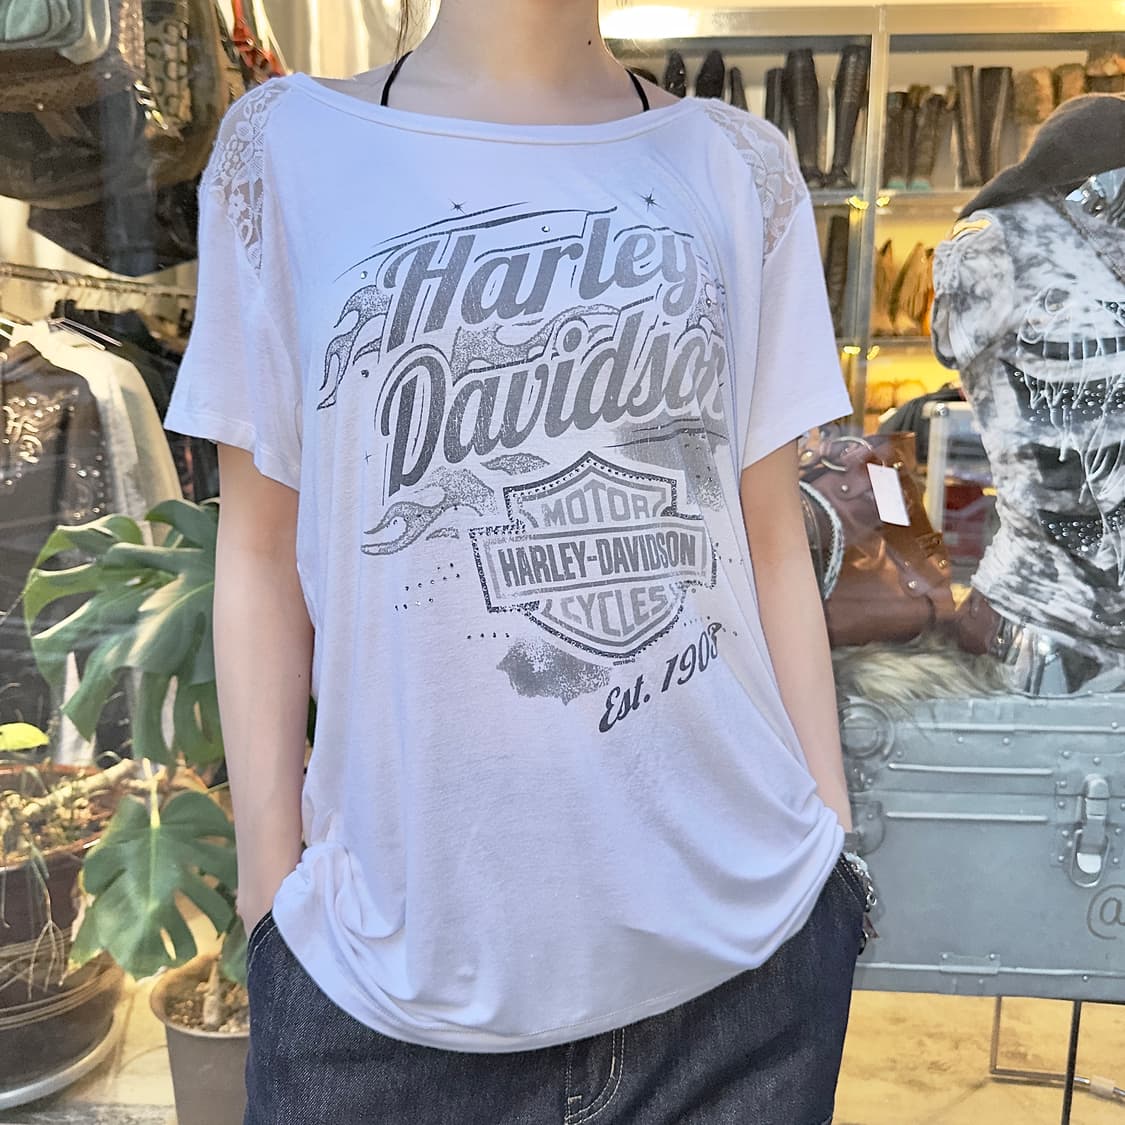 Harley
Davidson
MOTOR
HARLEY-DAVIDSON
CYCLES
Est. 1903
@